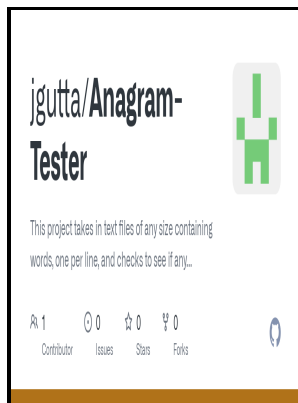 jgutta/Anagram-
Tester
This project takes in text files of any size containing
words, one per line, and checks to see if any...
1 0 0 0
Contributor Issues Stars Forks